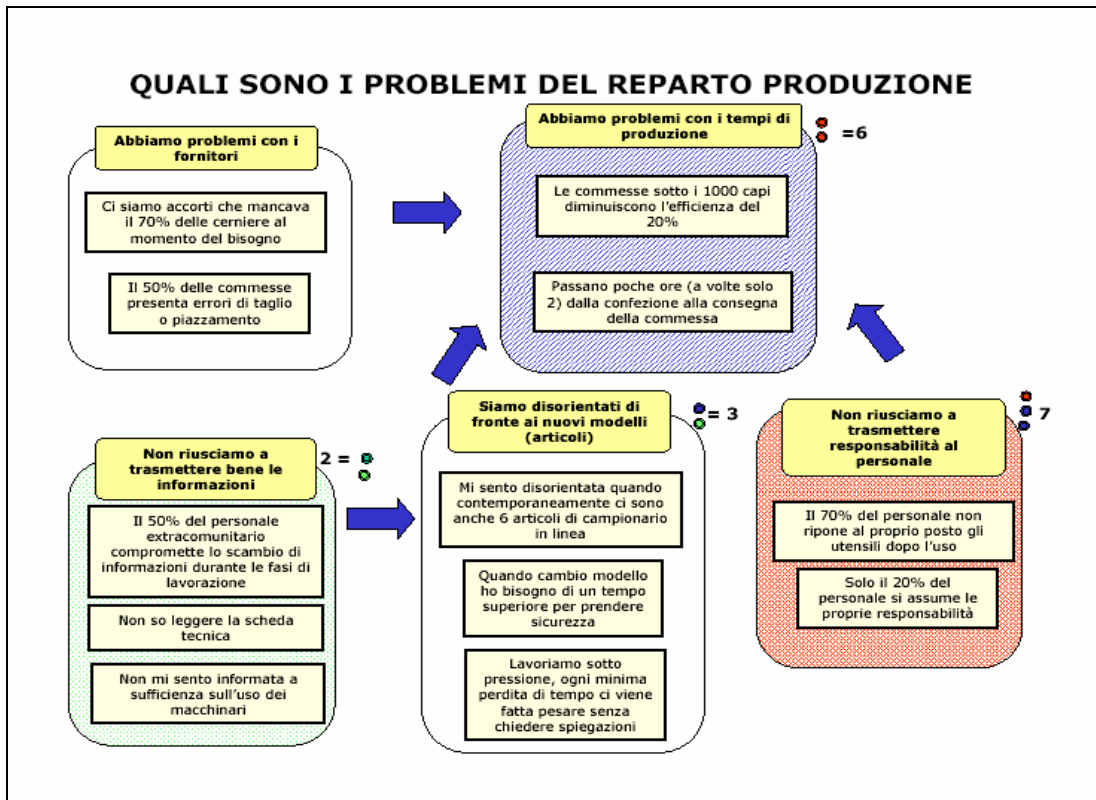 QUALI SONO I PROBLEMI DEL REPARTO PRODUZIONE
Abbiamo problemi con i
fornitori
Ci siamo accorti che mancava
il 70% delle cerniere al
momento del bisogno
Il 50% delle commesse
presenta errori di taglio
o piazzamento
Abbiamo problemi con i tempi di
produzione
=6
Le commesse sotto i 1000 capi
diminuiscono l'efficienza del
20%
Passano poche ore (a volte solo
2) dalla confezione alla consegna
della commessa
Non riusciamo a
trasmettere bene le
informazioni
2 =
Il 50% del personale
extracomunitario
compromette lo scambio di
informazioni durante le fasi di
lavorazione
Non so leggere la scheda
tecnica
Non mi sento informata a
sufficienza sull'uso dei
macchinari
Siamo disorientati di
fronte ai nuovi modelli
(articoli)
= 3
Mi sento disorientata quando
contemporaneamente ci sono
anche 6 articoli di campionario
in linea
Quando cambio modello
ho bisogno di un tempo
superiore per prendere
sicurezza
Lavoriamo sotto
pressione, ogni minima
perdita di tempo ci viene
fatta pesare senza
chiedere spiegazioni
Non riusciamo a
trasmettere
responsabilità al
personale
7
Il 70% del personale non
ripone al proprio posto gli
utensili dopo l'uso
Solo il 20% del
personale si assume le
proprie responsabilità